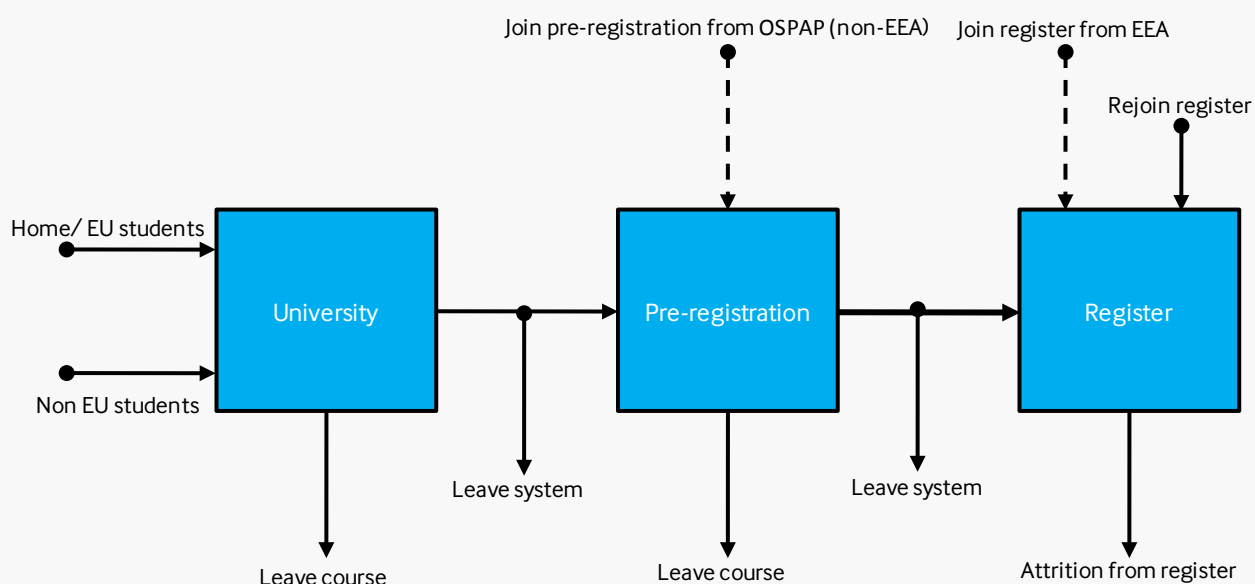 Join pre-registration from OSPAP (non-EEA)
Join register from EEA
Rejoin register
Home/ EU students
University
Pre-registration
Register
Non EU students
Leave system
Leave system
Leave course
Leave course
Attrition from register